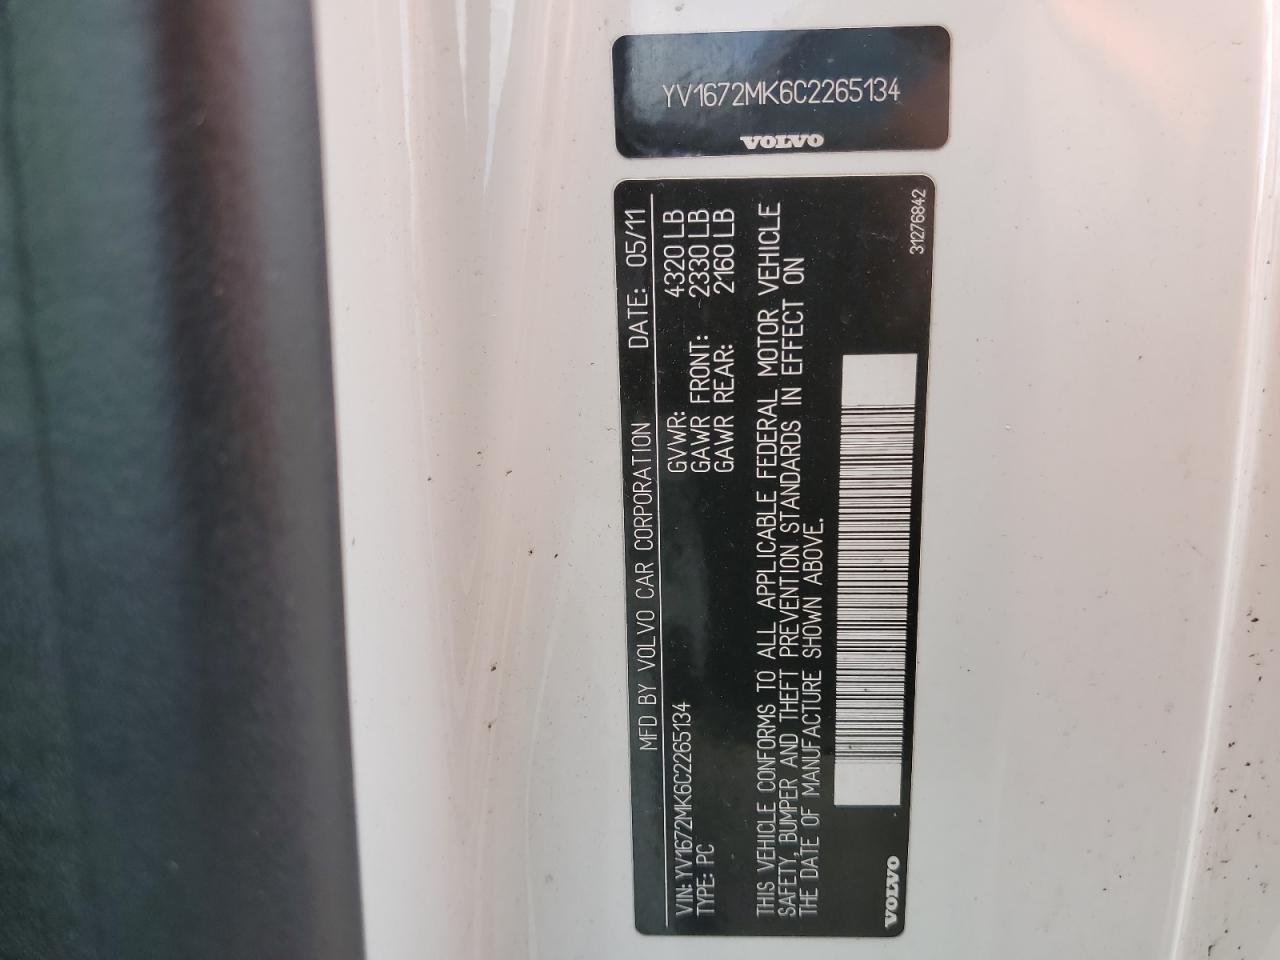 YV1672MK6C2265134
VOLVO
MFD BY VOLVO CAR CORPORATION DATE: 05/11
VIN: YV1672MK6C2265134 GVWR: 4320 LB
TYPE: PC GAWR FRONT: 2330 LB
GAWR REAR: 2160 LB
THIS VEHICLE CONFORMS TO ALL APPLICABLE FEDERAL MOTOR VEHICLE
SAFETY, BUMPER AND THEFT PREVENTION STANDARDS IN EFFECT ON
THE DATE OF MANUFACTURE SHOWN ABOVE.
VOLVO
31276842